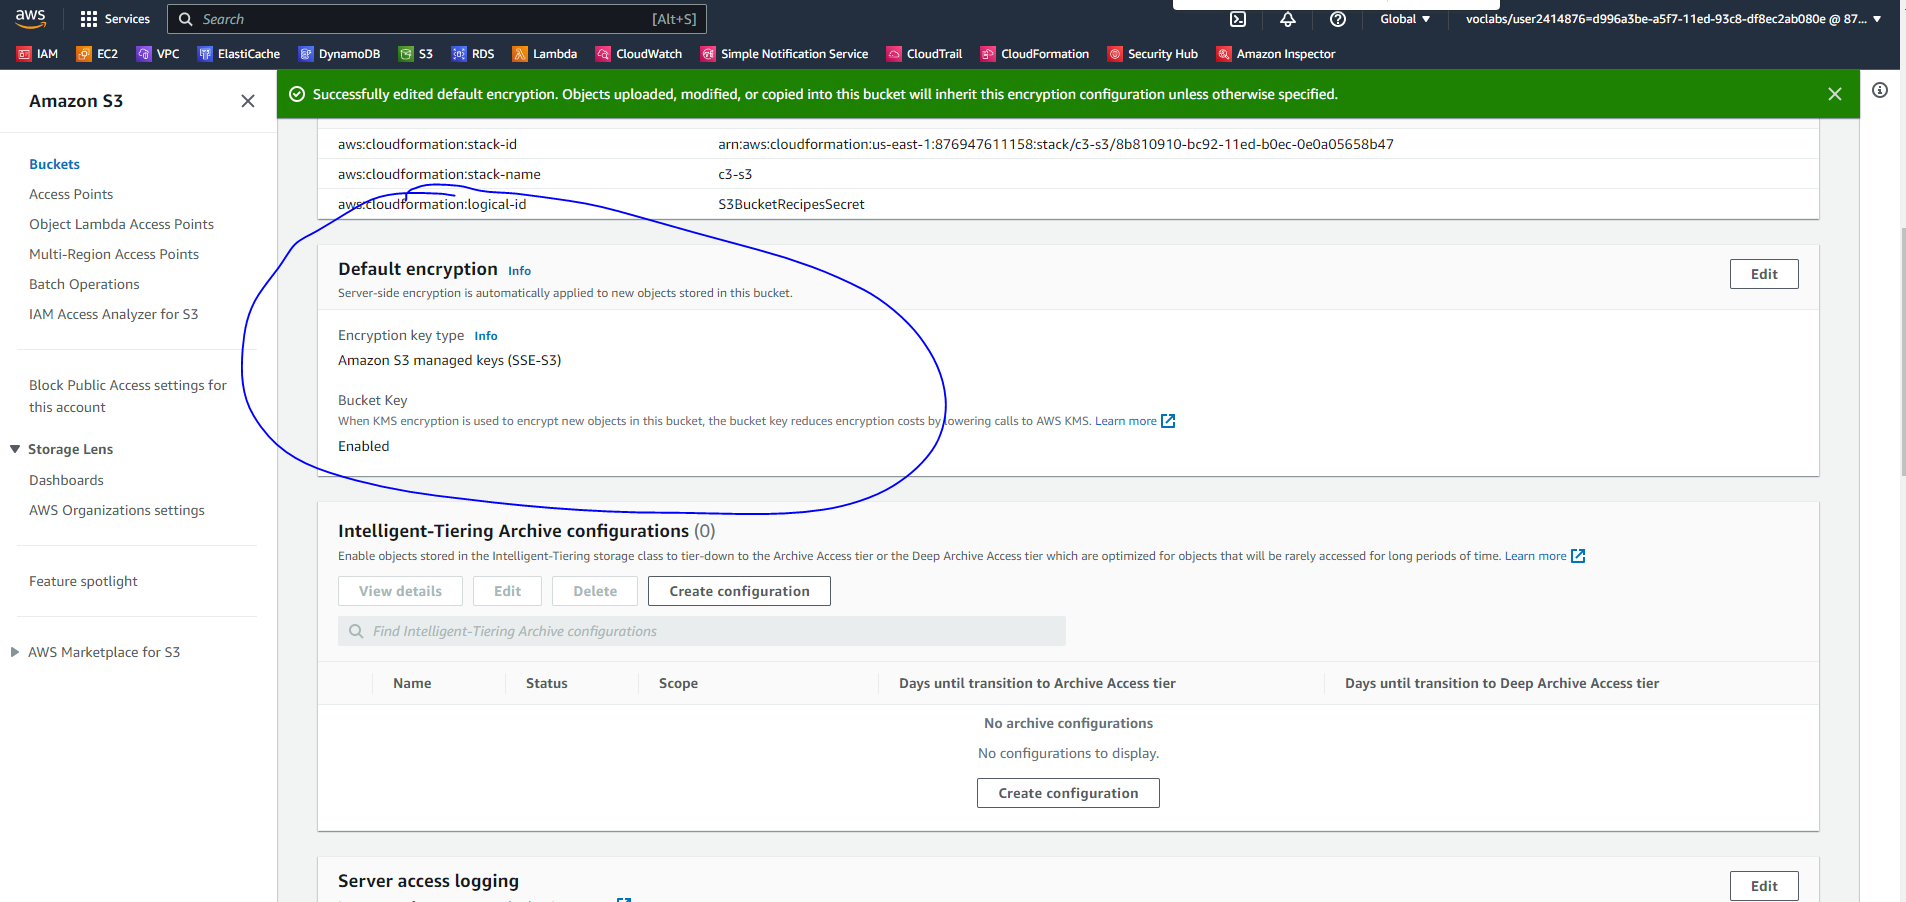 aws Services Search [Alt+S] Global voclabs/user2414876=d996a3be-a5f7-11ed-93c8-df8ec2ab080e @ 87...
IAM EC2 VPC ElastiCache DynamoDB S3 RDS Lambda CloudWatch Simple Notification Service CloudTrail CloudFormation Security Hub Amazon Inspector
Amazon S3
Buckets
Access Points
Object Lambda Access Points
Multi-Region Access Points
Batch Operations
IAM Access Analyzer for S3
Block Public Access settings for
this account
Storage Lens
Dashboards
AWS Organizations settings
Feature spotlight
AWS Marketplace for S3
Successfully edited default encryption. Objects uploaded, modified, or copied into this bucket will inherit this encryption configuration unless otherwise specified.
aws:cloudformation:stack-id arn:aws:cloudformation:us-east-1:876947611158:stack/c3-s3/8b810910-bc92-11ed-b0ec-0e0a05658b47
aws:cloudformation:stack-name c3-s3
aws:cloudformation:logical-id S3BucketRecipesSecret
Default encryption Info
Edit
Server-side encryption is automatically applied to new objects stored in this bucket.
Encryption key type Info
Amazon S3 managed keys (SSE-S3)
Bucket Key
When KMS encryption is used to encrypt new objects in this bucket, the bucket key reduces encryption costs by lowering calls to AWS KMS. Learn more
Enabled
Intelligent-Tiering Archive configurations (0)
Enable objects stored in the Intelligent-Tiering storage class to tier-down to the Archive Access tier or the Deep Archive Access tier which are optimized for objects that will be rarely accessed for long periods of time. Learn more
View details Edit Delete Create configuration
Find Intelligent-Tiering Archive configurations
Name Status Scope Days until transition to Archive Access tier Days until transition to Deep Archive Access tier
No archive configurations
No configurations to display.
Create configuration
Server access logging
Edit